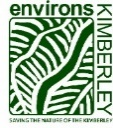 environs
KIMBERLEY
SAVING THE NATURE OF THE KIMBERLEY